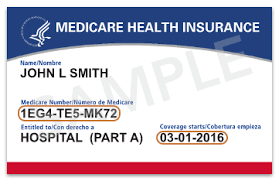 MEDICARE HEALTH INSURANCE
SAMPLE
Name/Nombre
JOHN L SMITH
Medicare Number/Número de Medicare
1EG4-TE5-MK72
Entitled to/Con derecho a
HOSPITAL (PART A)
Coverage starts/Cobertura empieza
03-01-2016